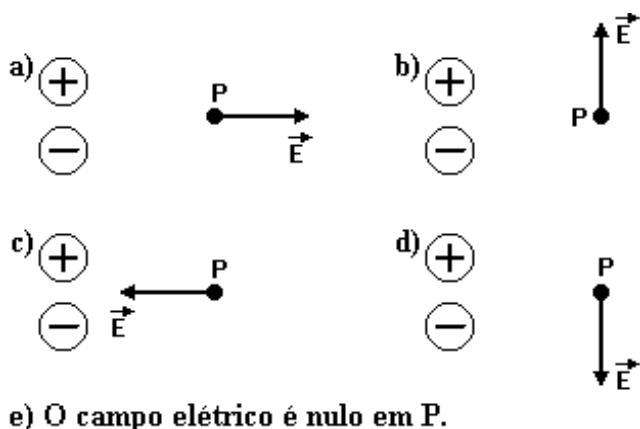 a) + P E
− 
b) + P E
−
c) + P E
−
d) + P E
−
e) O campo elétrico é nulo em P.